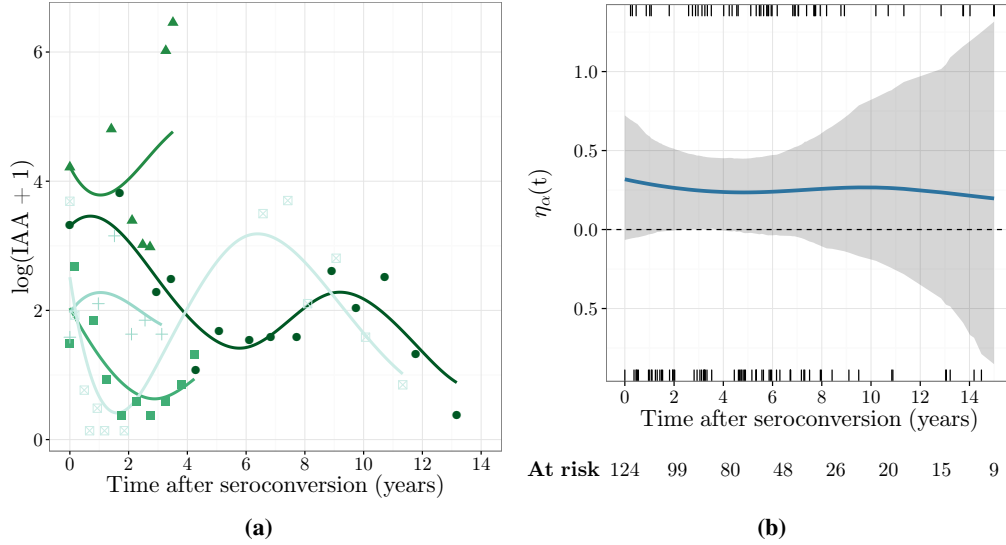 6
4
2
0
log(IAA + 1)
0 2 4 6 8 10 12 14
Time after seroconversion (years)
(a)
1.0
0.5
0.0
0.5
ηα(t)
0 2 4 6 8 10 12 14
Time after seroconversion (years)
At risk 124 99 80 48 26 20 15 9
(b)